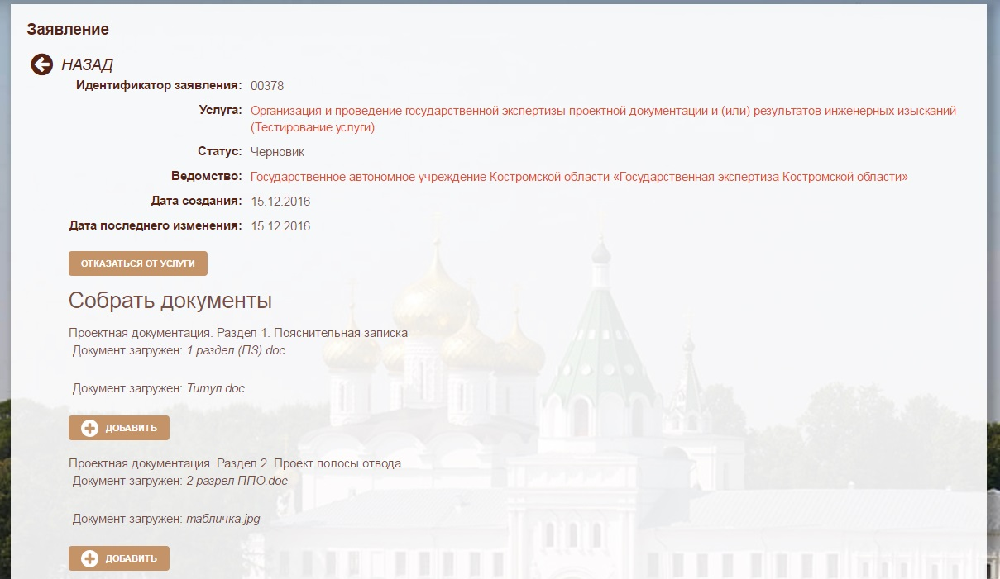 Заявление
НАЗАД
Идентификатор заявления: 00378
Услуга: Организация и проведение государственной экспертизы проектной документации и (или) результатов инженерных изысканий
(Тестирование услуги)
Статус: Черновик
Ведомство: Государственное автономное учреждение Костромской области «Государственная экспертиза Костромской области»
Дата создания: 15.12.2016
Дата последнего изменения: 15.12.2016
ОТКАЗАТЬСЯ ОТ УСЛУГИ
Собрать документы
Проектная документация. Раздел 1. Пояснительная записка
Документ загружен: 1 раздел (ПЗ).doc
Документ загружен: Титул.doc
ДОБАВИТЬ
Проектная документация. Раздел 2. Проект полосы отвода
Документ загружен: 2 разрел ППО.doc
Документ загружен: табличка.jpg
ДОБАВИТЬ